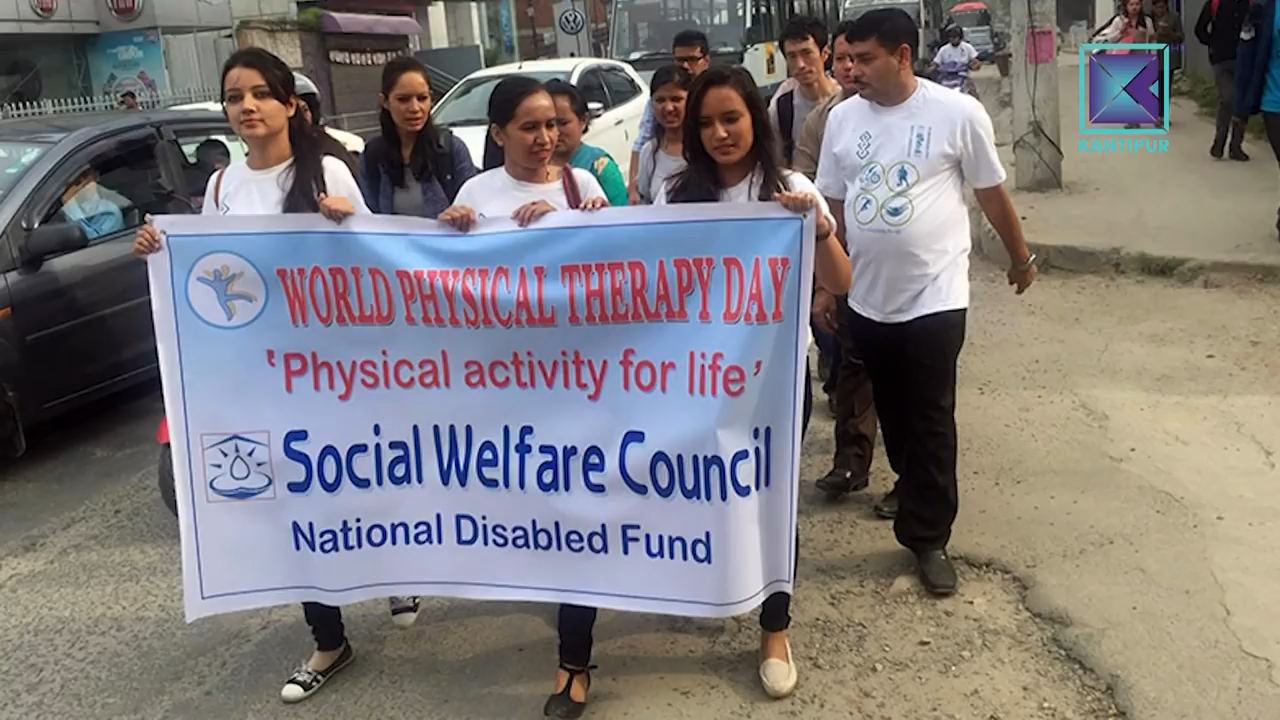 KANTIPUR
WORLD PHYSICAL THERAPY DAY
'Physical activity for life'
Social Welfare Council
National Disabled Fund